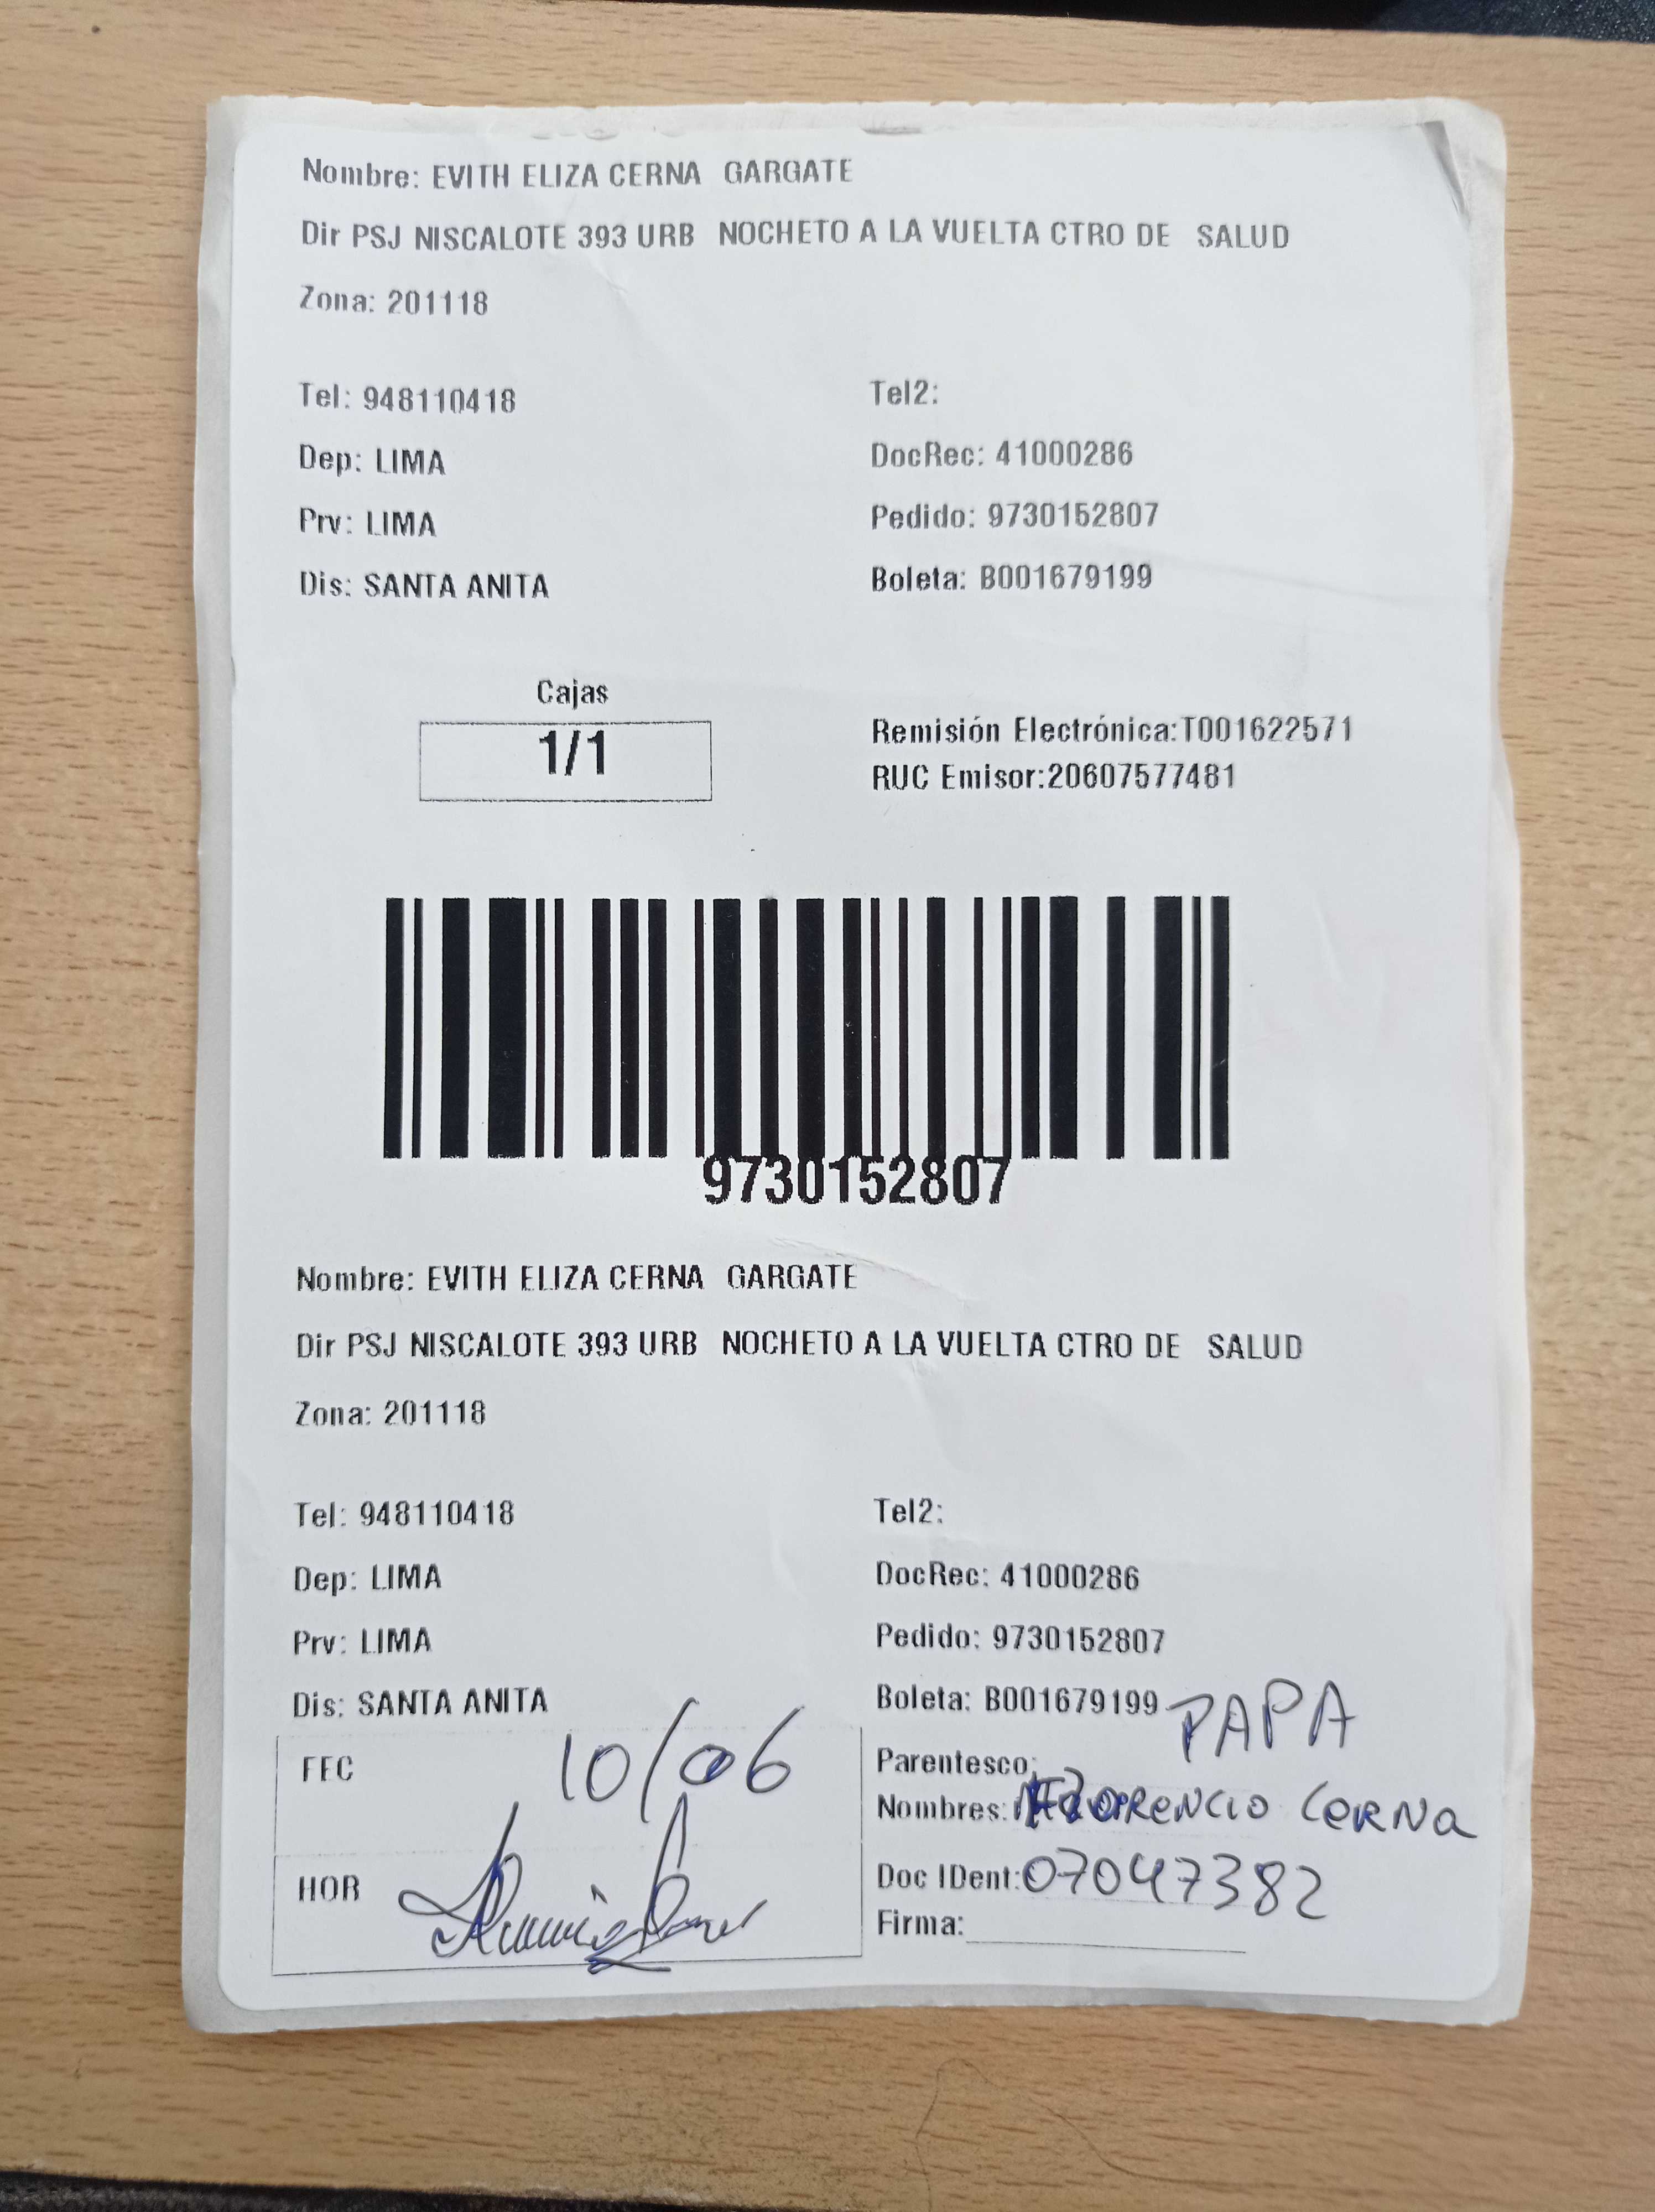 Nombre: EVITH ELIZA CERNA GARGATE
Dir PSJ NISCALOTE 393 URB NOCHETO A LA VUELTA CTRO DE SALUD
Zona: 201118
Tel: 948110418
Tel2:
Dep: LIMA
DocRec: 41000286
Prv: LIMA
Pedido: 9730152807
Dis: SANTA ANITA
Boleta: B001679199
Cajas
1/1
Remisión Electrónica:T001622571
RUC Emisor:20607577481
9730152807
Nombre: EVITH ELIZA CERNA GARGATE
Dir PSJ NISCALOTE 393 URB NOCHETO A LA VUELTA CTRO DE SALUD
Zona: 201118
Tel: 948110418
Tel2:
Dep: LIMA
DocRec: 41000286
Prv: LIMA
Pedido: 9730152807
Dis: SANTA ANITA
Boleta: B001679199
FEC 10/06
Parentesco: PAPA
Nombres: FLORENCIO CERNA
HOR
Doc IDent: 07047382
Firma: